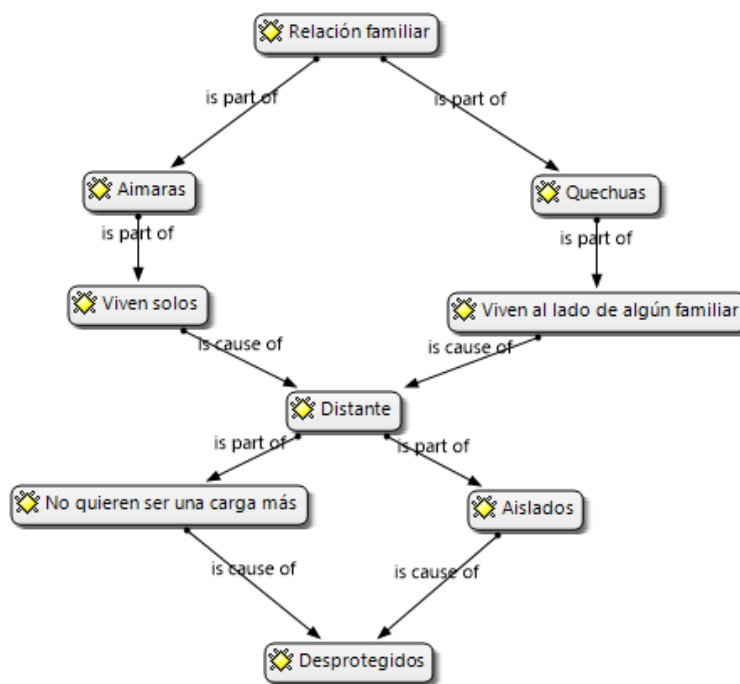 Relación familiar
is part of
is part of
Aimaras
Quechuas
is part of
is part of
Viven solos
Viven al lado de algún familiar
is cause of
is cause of
Distante
is part of
is part of
No quieren ser una carga más
Aislados
is cause of
is cause of
Desprotegidos